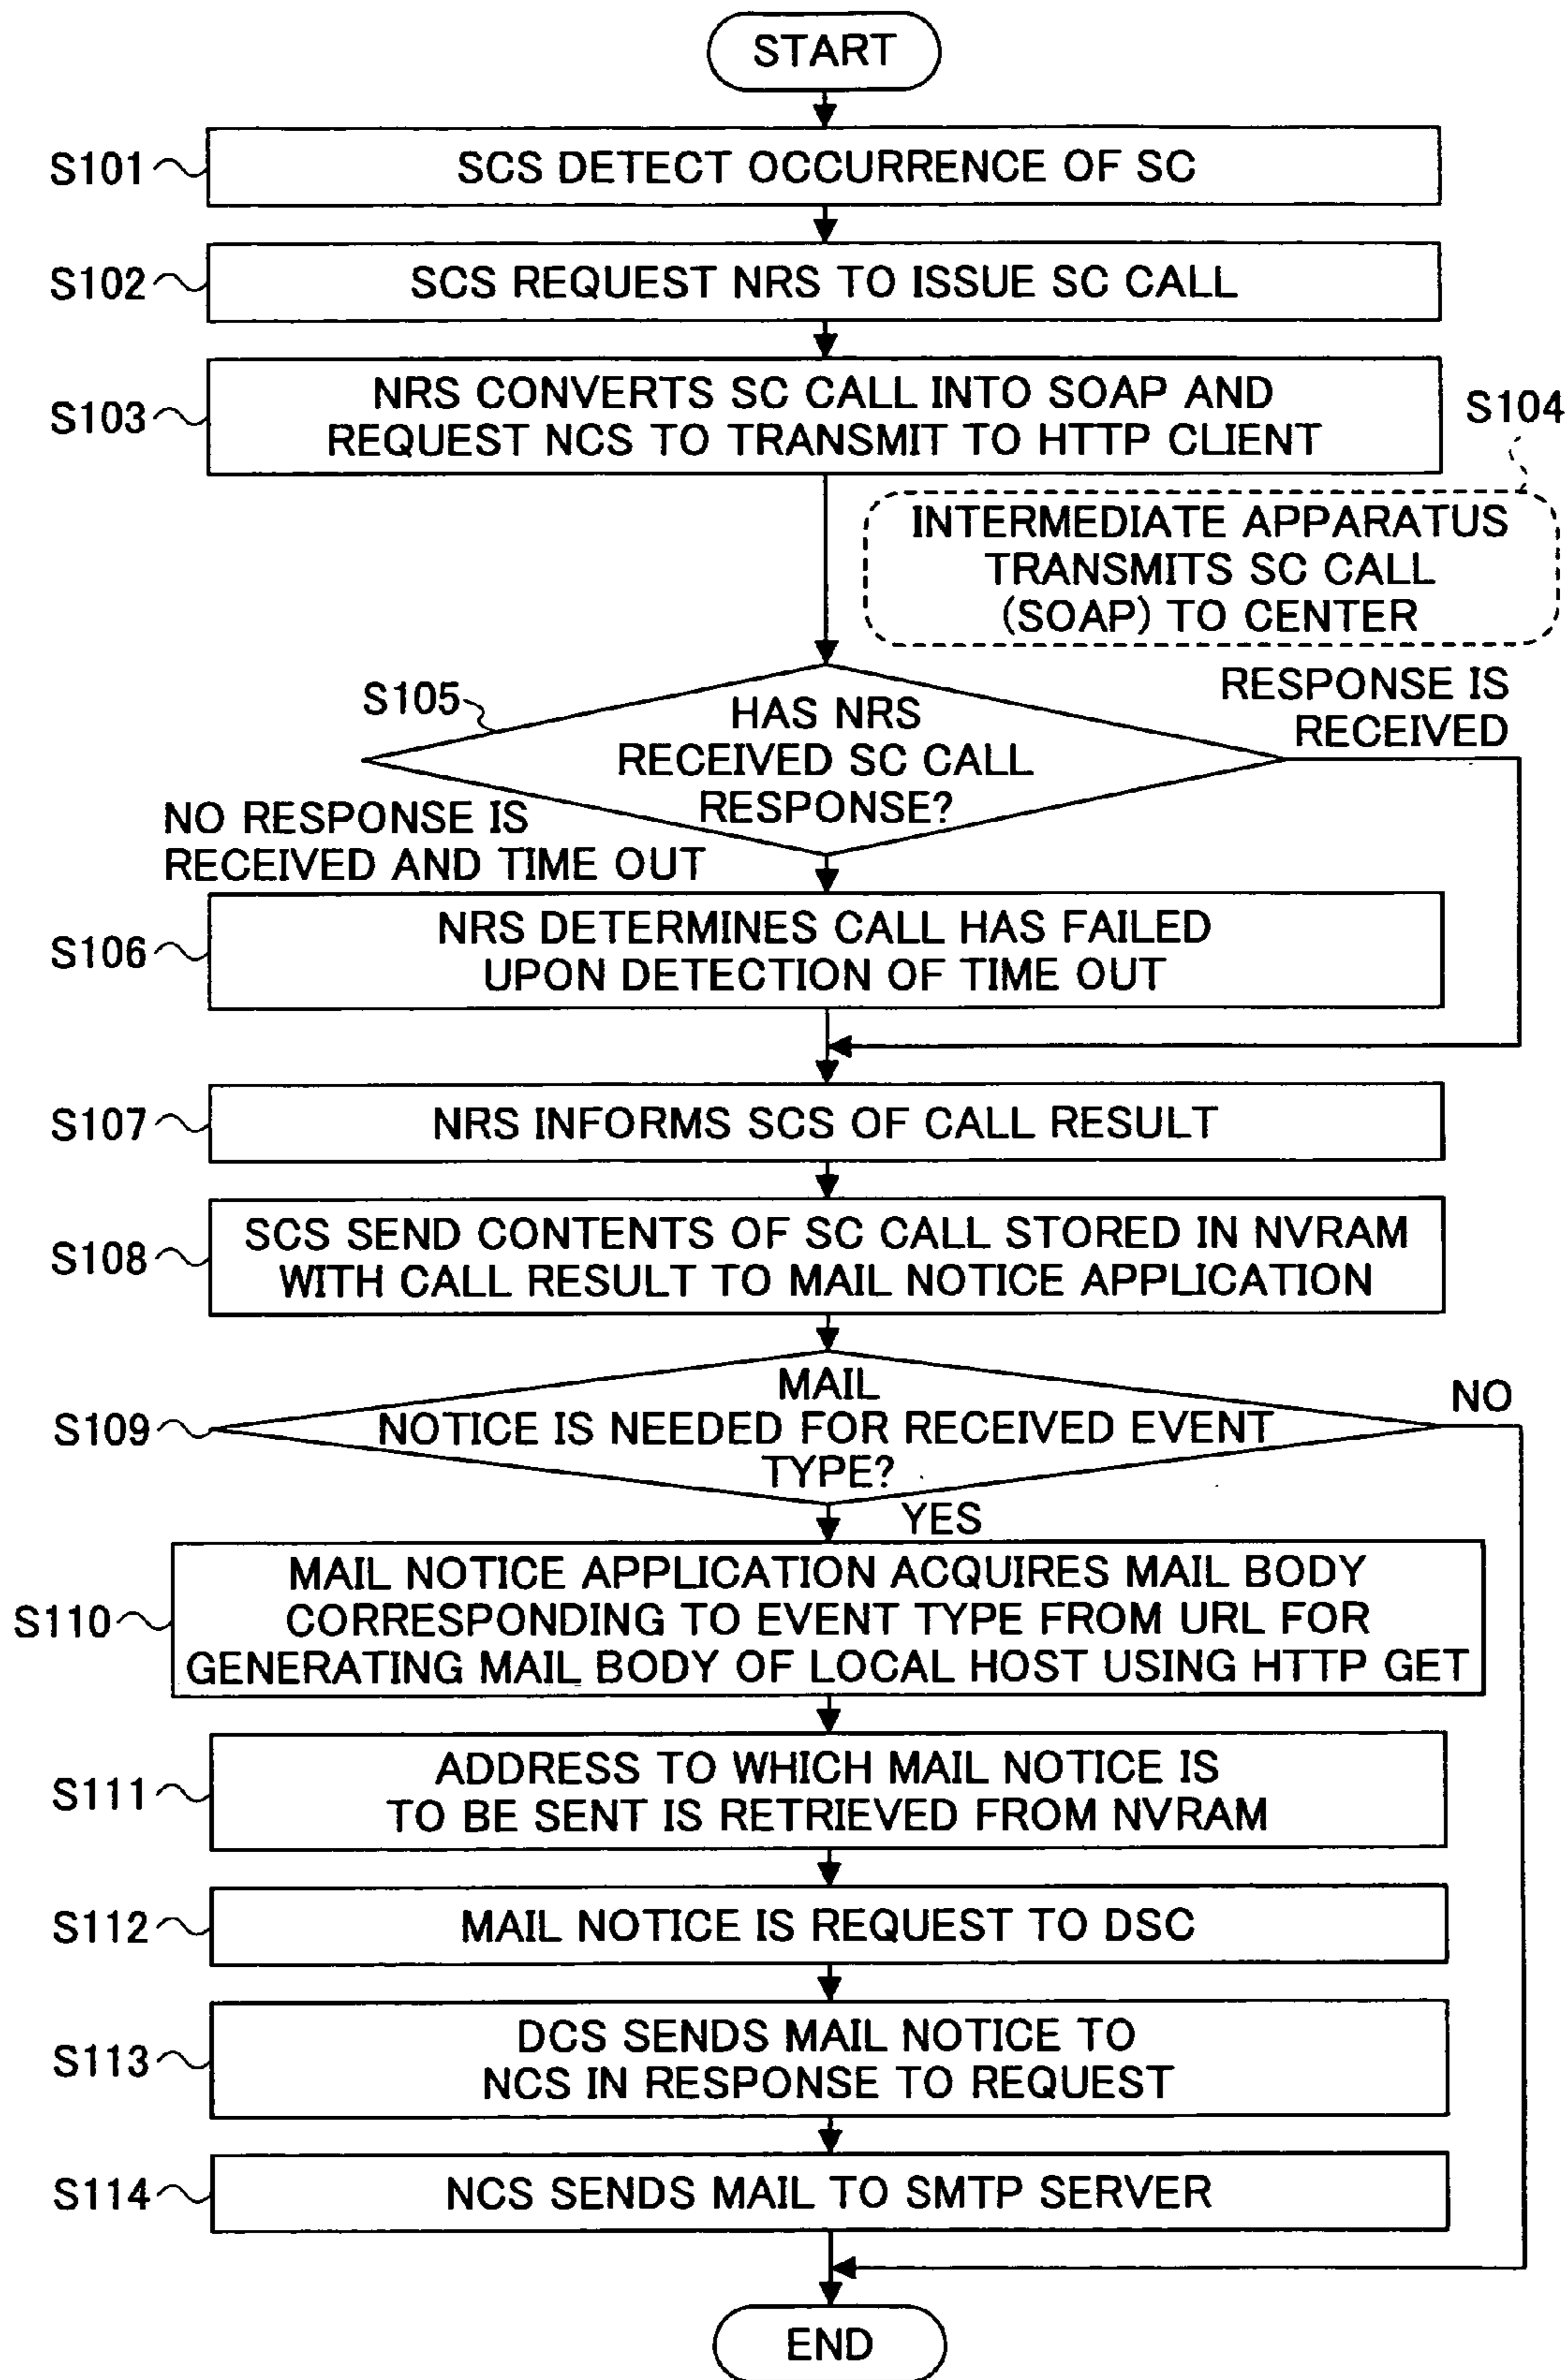 START
S101
SCS DETECT OCCURRENCE OF SC
S102
SCS REQUEST NRS TO ISSUE SC CALL
S103
NRS CONVERTS SC CALL INTO SOAP AND
REQUEST NCS TO TRANSMIT TO HTTP CLIENT
S104
INTERMEDIATE APPARATUS
TRANSMITS SC CALL
(SOAP) TO CENTER
S105
HAS NRS
RECEIVED SC CALL
RESPONSE?
RESPONSE IS
RECEIVED
NO RESPONSE IS
RECEIVED AND TIME OUT
S106
NRS DETERMINES CALL HAS FAILED
UPON DETECTION OF TIME OUT
S107
NRS INFORMS SCS OF CALL RESULT
S108
SCS SEND CONTENTS OF SC CALL STORED IN NVRAM
WITH CALL RESULT TO MAIL NOTICE APPLICATION
S109
MAIL
NOTICE IS NEEDED FOR RECEIVED EVENT
TYPE?
NO
YES
S110
MAIL NOTICE APPLICATION ACQUIRES MAIL BODY
CORRESPONDING TO EVENT TYPE FROM URL FOR
GENERATING MAIL BODY OF LOCAL HOST USING HTTP GET
S111
ADDRESS TO WHICH MAIL NOTICE IS
TO BE SENT IS RETRIEVED FROM NVRAM
S112
MAIL NOTICE IS REQUEST TO DSC
S113
DCS SENDS MAIL NOTICE TO
NCS IN RESPONSE TO REQUEST
S114
NCS SENDS MAIL TO SMTP SERVER
END